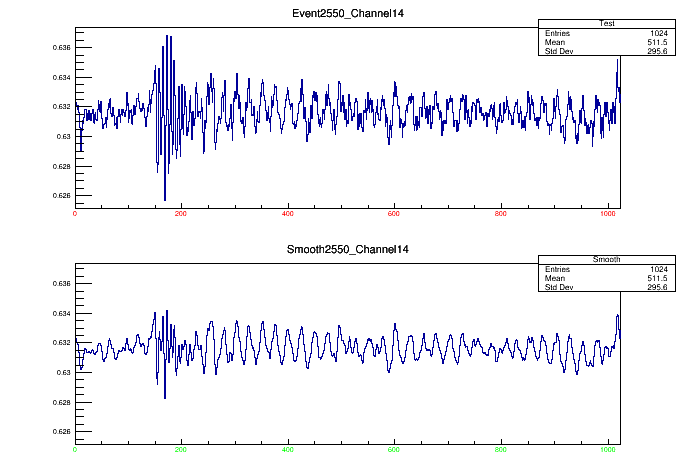 Event2550_Channel14
Test
Entries 1024
Mean 511.5
Std Dev 295.6
0.636
0.634
0.632
0.63
0.628
0.626
0 200 400 600 800 1000
Smooth2550_Channel14
Smooth
Entries 1024
Mean 511.5
Std Dev 295.6
0.636
0.634
0.632
0.63
0.628
0.626
0 200 400 600 800 1000